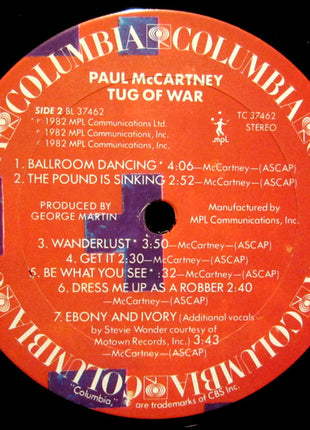 COLUMBIA COLUMBIA COLUMBIA COLUMBIA COLUMBIA COLUMBIA
PAUL McCARTNEY
TUG OF WAR
SIDE 2 BL 37462
TC 37462
℗ 1982 MPL Communications Ltd.
STEREO
℗ 1982 MPL Communications, Inc.
© 1982 MPL Communications, Inc.
mpl
1. BALLROOM DANCING * 4:06 —McCartney—(ASCAP)
2. THE POUND IS SINKING 2:52 —McCartney—(ASCAP)
PRODUCED BY
GEORGE MARTIN
Manufactured by
MPL Communications, Inc.
3. WANDERLUST * 3:50 —McCartney—(ASCAP)
4. GET IT 2:30 —McCartney—(ASCAP)
5. BE WHAT YOU SEE * :32 —McCartney—(ASCAP)
6. DRESS ME UP AS A ROBBER 2:40
—McCartney—(ASCAP)
7. EBONY AND IVORY (Additional vocals
by Stevie Wonder courtesy of
Motown Records, Inc.) 3:43
—McCartney—(ASCAP)
"Columbia," are trademarks of CBS Inc.